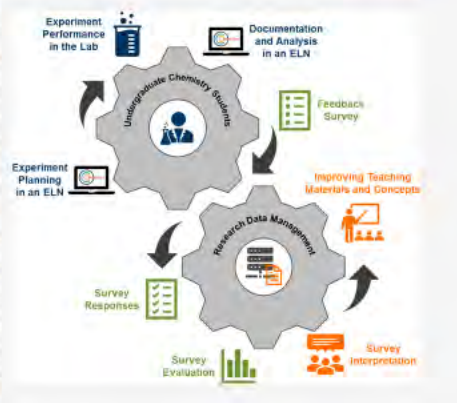 Experiment
Performance
in the Lab
Documentation
and Analysis
in an ELN
Undergraduate Chemistry Students
Feedback
Survey
Experiment
Planning
in an ELN
Improving Teaching
Materials and Concepts
Research Data Management
Survey
Responses
Survey
Evaluation
Survey
Interpretation